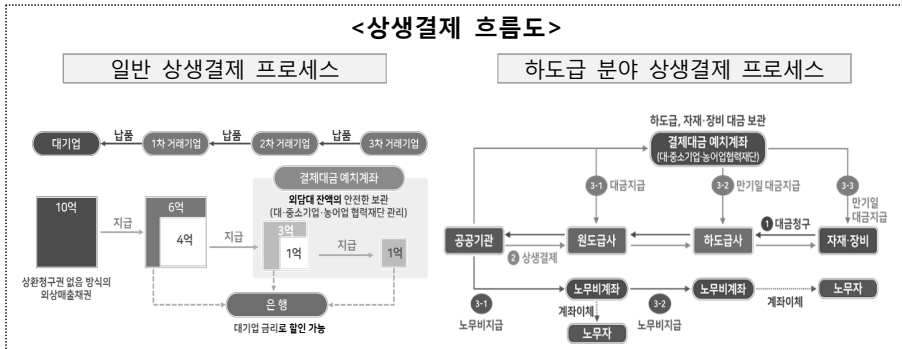 <상생결제 흐름도>
일반 상생결제 프로세스
대기업
납품
1차 거래기업
납품
2차 거래기업
납품
3차 거래기업
결제대금 예치계좌
외담대 잔액의 안전한 보관
(대·중소기업·농어업 협력재단 관리)
10억
지급
6억
4억
지급
3억
1억
지급
1억
상환청구권 없음 방식의
외상매출채권
은 행
대기업 금리로 할인 가능
하도급 분야 상생결제 프로세스
하도급, 자재·장비 대금 보관
결제대금 예치계좌
(대·중소기업·농어업협력재단)
3-1 대금지급
3-2 만기일 대금지급
3-3
만기일
대금지급
1 대금청구
공공기관
원도급사
하도급사
자재·장비
2 상생결제
3-1
노무비지급
노무비계좌
3-2
노무비지급
노무비계좌
계좌이체
노무자
계좌이체
노무자